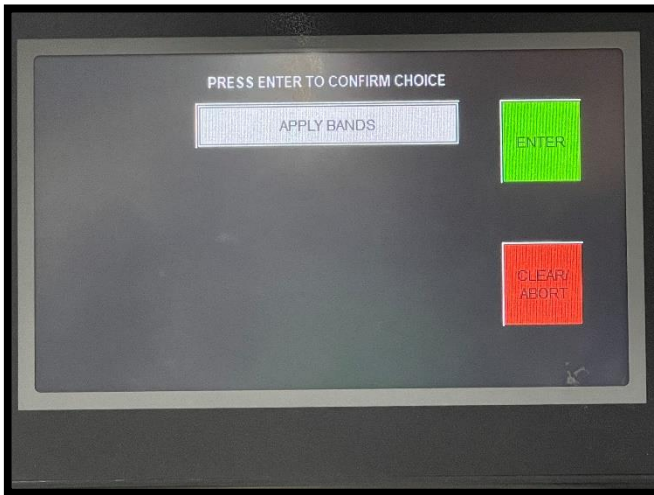 PRESS ENTER TO CONFIRM CHOICE
APPLY BANDS
ENTER
CLEAR/
ABORT